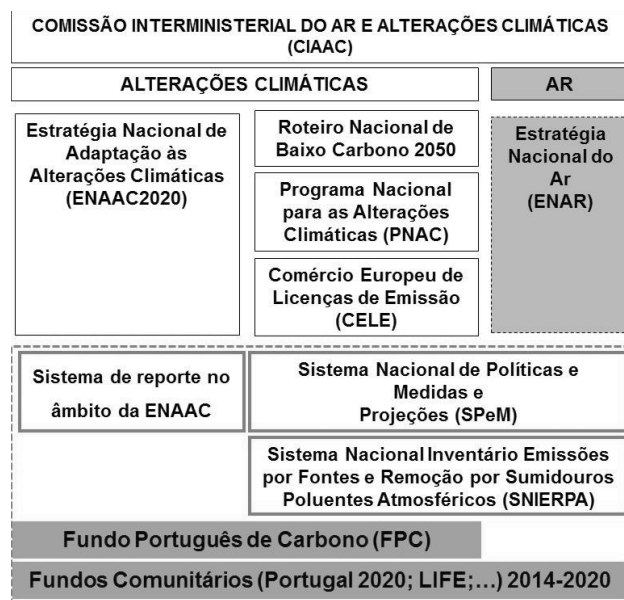 COMISSÃO INTERMINISTERIAL DO AR E ALTERAÇÕES CLIMÁTICAS
(CIAAC)
ALTERAÇÕES CLIMÁTICAS
AR
Estratégia Nacional de
Adaptação às
Alterações Climáticas
(ENAAC2020)
Roteiro Nacional de
Baixo Carbono 2050
Programa Nacional
para as Alterações
Climáticas (PNAC)
Comércio Europeu de
Licenças de Emissão
(CELE)
Estratégia
Nacional do
Ar
(ENAR)
Sistema de reporte no
âmbito da ENAAC
Sistema Nacional de Políticas e
Medidas e
Projeções (SPeM)
Sistema Nacional Inventário Emissões
por Fontes e Remoção por Sumidouros
Poluentes Atmosféricos (SNIERPA)
Fundo Português de Carbono (FPC)
Fundos Comunitários (Portugal 2020; LIFE;...) 2014-2020